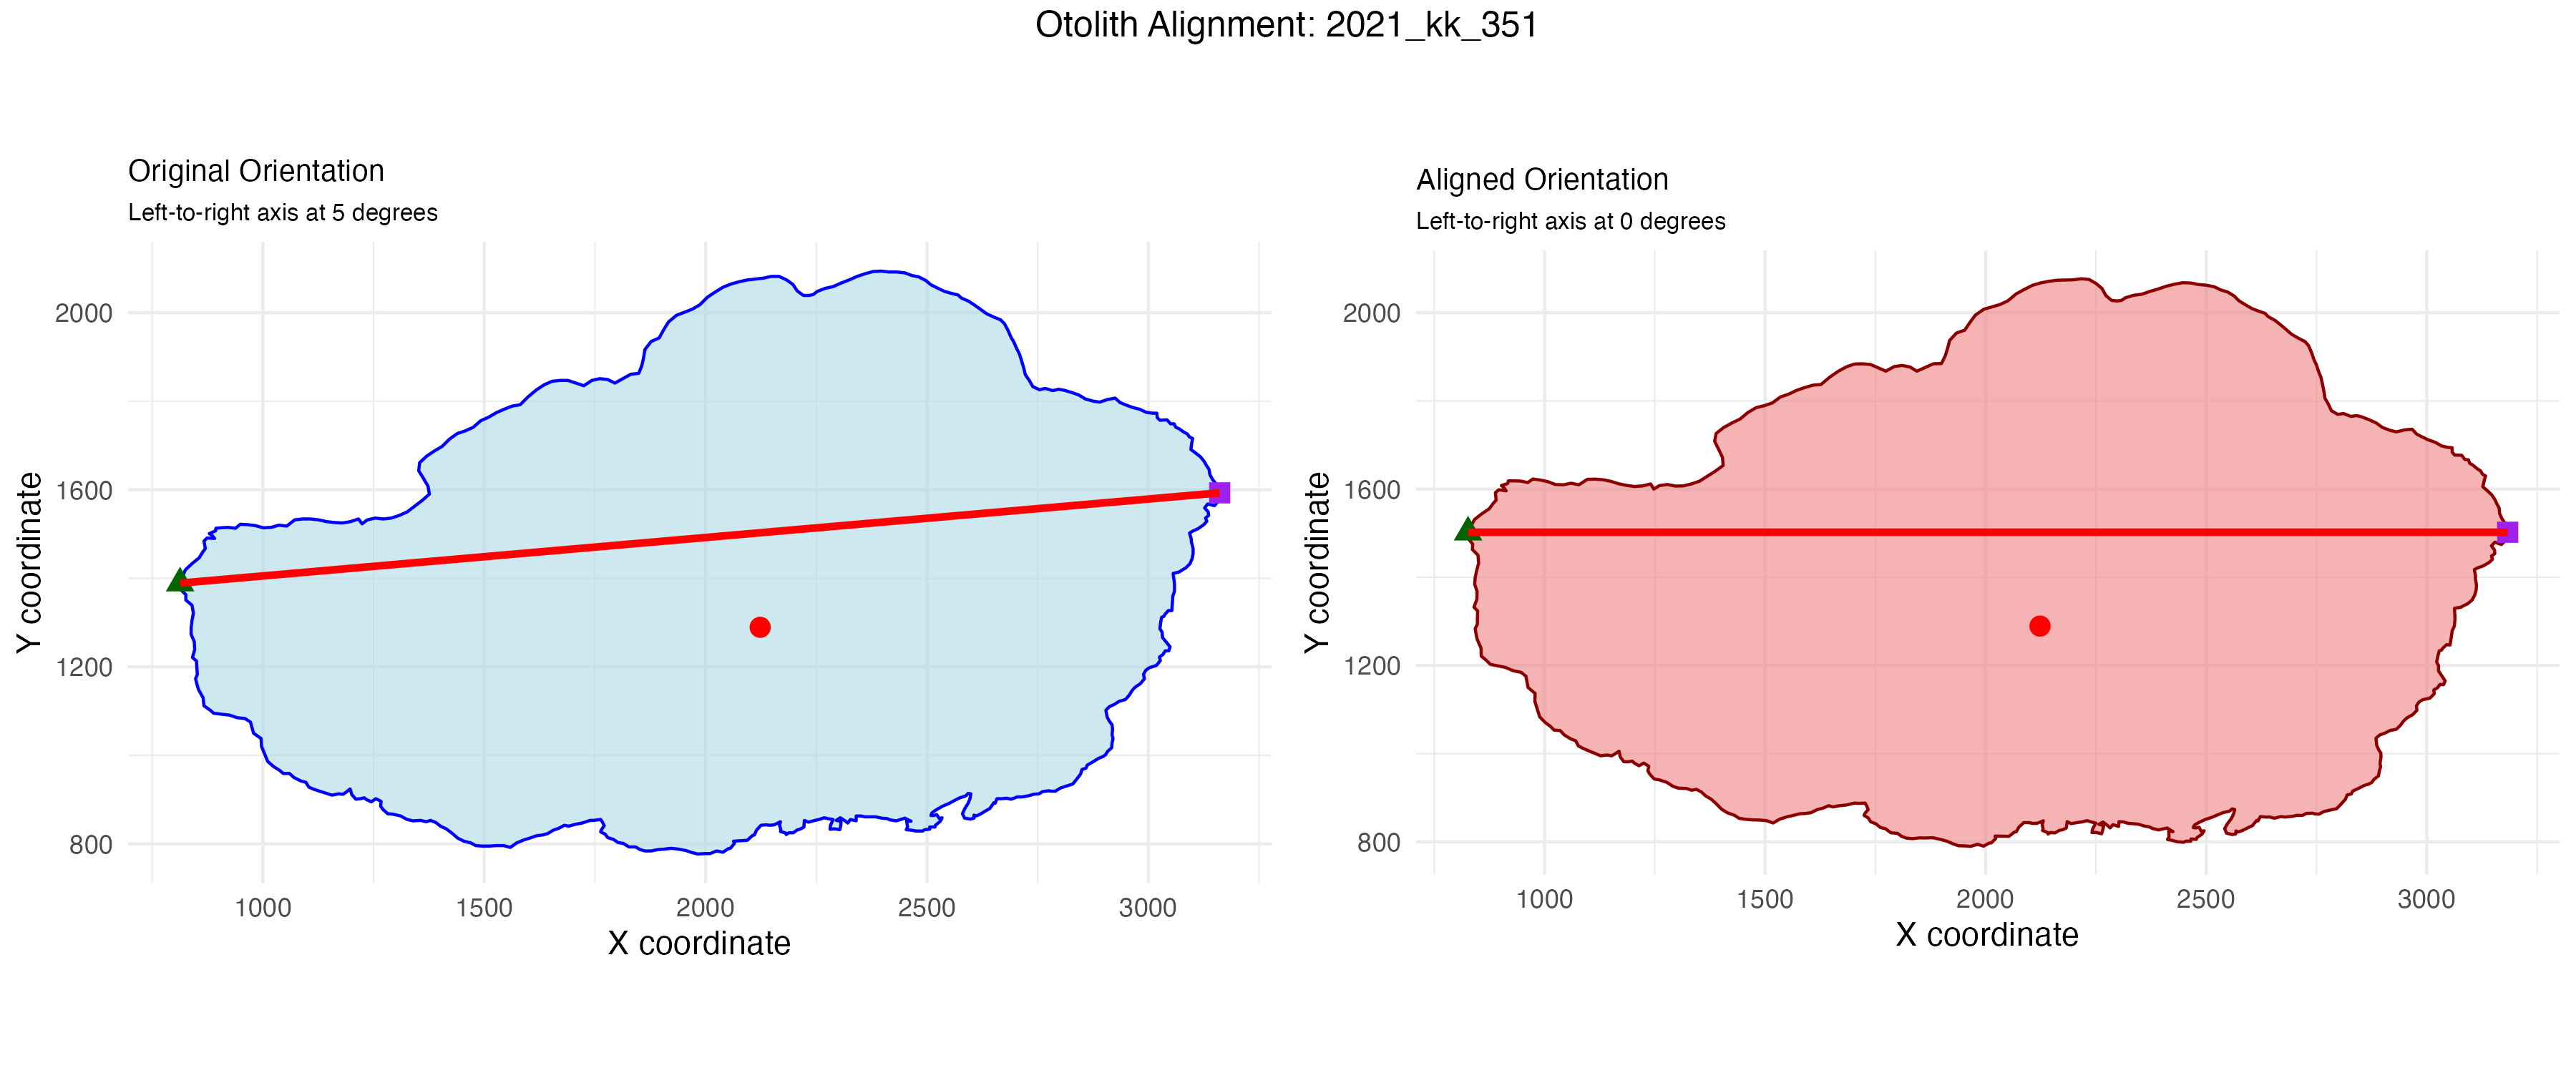 Otolith Alignment: 2021_kk_351
Original Orientation
Left-to-right axis at 5 degrees
Y coordinate
2000
1600
1200
800
1000 1500 2000 2500 3000
X coordinate
Aligned Orientation
Left-to-right axis at 0 degrees
Y coordinate
2000
1600
1200
800
1000 1500 2000 2500 3000
X coordinate